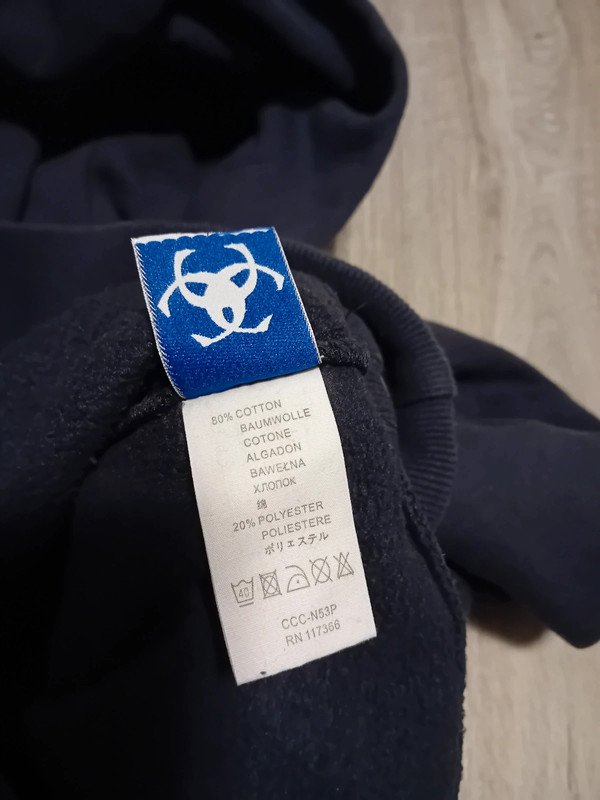 80% COTTON
BAUMWOLLE
COTONE
ALGADON
BAWEŁNA
ХЛОПОК
綿
20% POLYESTER
POLIESTERE
ポリェステル
40
CCC-N53P
RN 117366